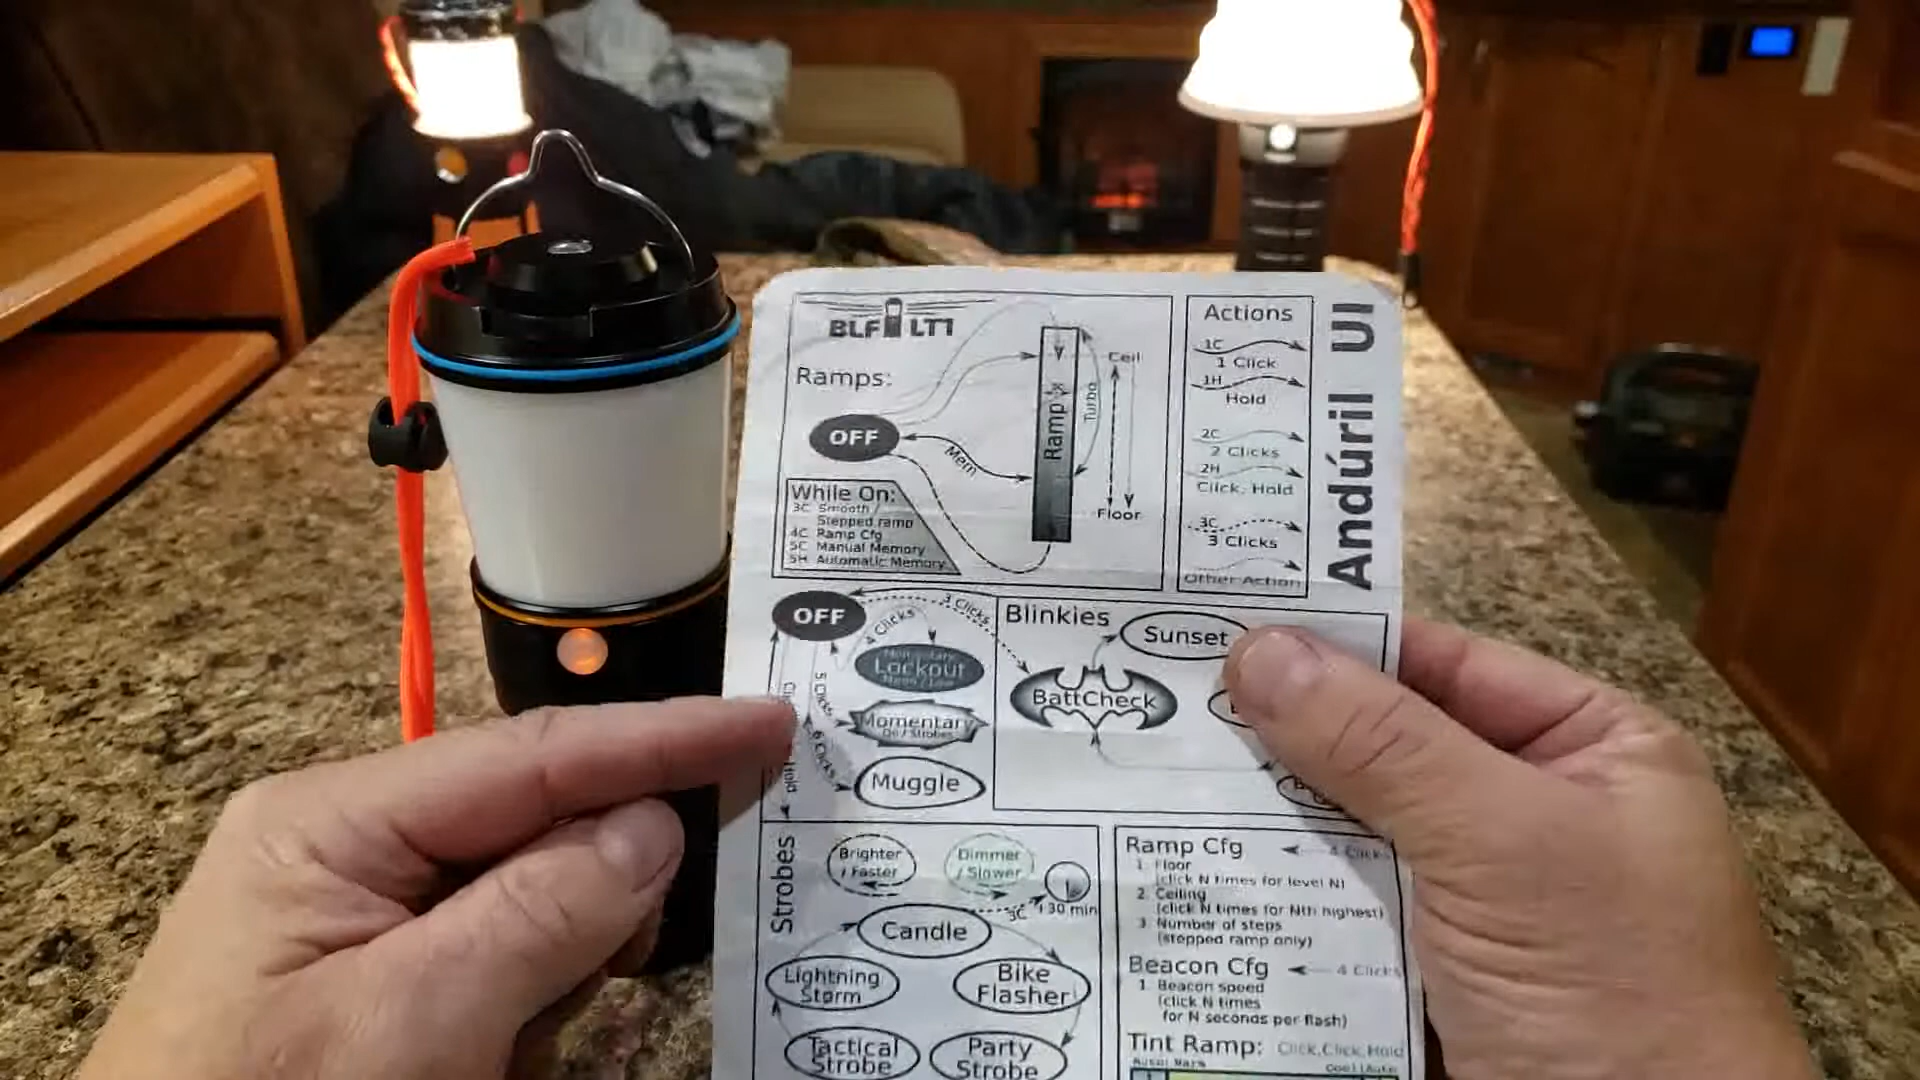 BLF LT1
Ramps:
OFF
Mem
Ramp
Turbo
Ceil
Floor
While On:
3C Smooth /
Stepped ramp
4C Ramp Cfg
5C Manual Memory
5H Automatic Memory
Actions
1C
1 Click
1H
Hold
2C
2 Clicks
2H
Click, Hold
3C
3 Clicks
Other Action
Andúril UI
OFF
3 Clicks
4 Clicks
Lockout
5 Clicks
Momentary
On / Strobes
6 Clicks
Muggle
Hold
Blinkies
Sunset
BattCheck
Strobes
Brighter
/ Faster
Dimmer
/ Slower
3C
30 min
Candle
Lightning
Storm
Bike
Flasher
Tactical
Strobe
Party
Strobe
Ramp Cfg
4 Clicks
1. Floor
(click N times for level N)
2. Ceiling
(click N times for Nth highest)
3. Number of steps
(stepped ramp only)
Beacon Cfg
4 Clicks
1. Beacon speed
(click N times
for N seconds per flash)
Tint Ramp: Click,Click,Hold